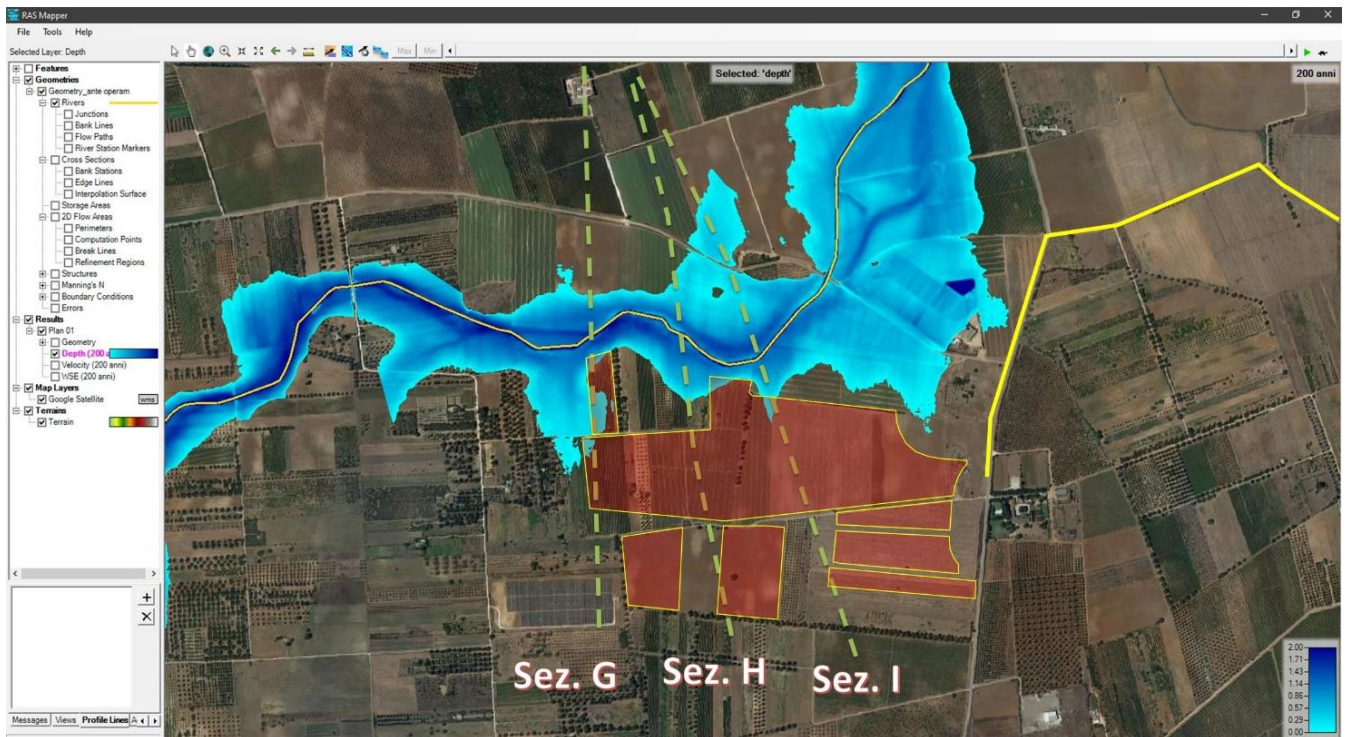 RAS Mapper
File Tools Help
Selected Layer: Depth
Max Min
Features
Geometries
Geometry_ante operam
Rivers
Junctions
Bank Lines
Flow Paths
River Station Markers
Cross Sections
Bank Stations
Edge Lines
Interpolation Surface
Storage Areas
2D Flow Areas
Perimeters
Computation Points
Break Lines
Refinement Regions
Structures
Manning's N
Boundary Conditions
Errors
Results
Plan 01
Geometry
Depth (200 a
Velocity (200 anni)
WSE (200 anni)
Map Layers
Google Satellite wms
Terrains
Terrain
Messages Views Profile Lines A
Selected: 'depth'
200 anni
Sez. G Sez. H Sez. I
2.00
1.71
1.43
1.14
0.86
0.57
0.29
0.00